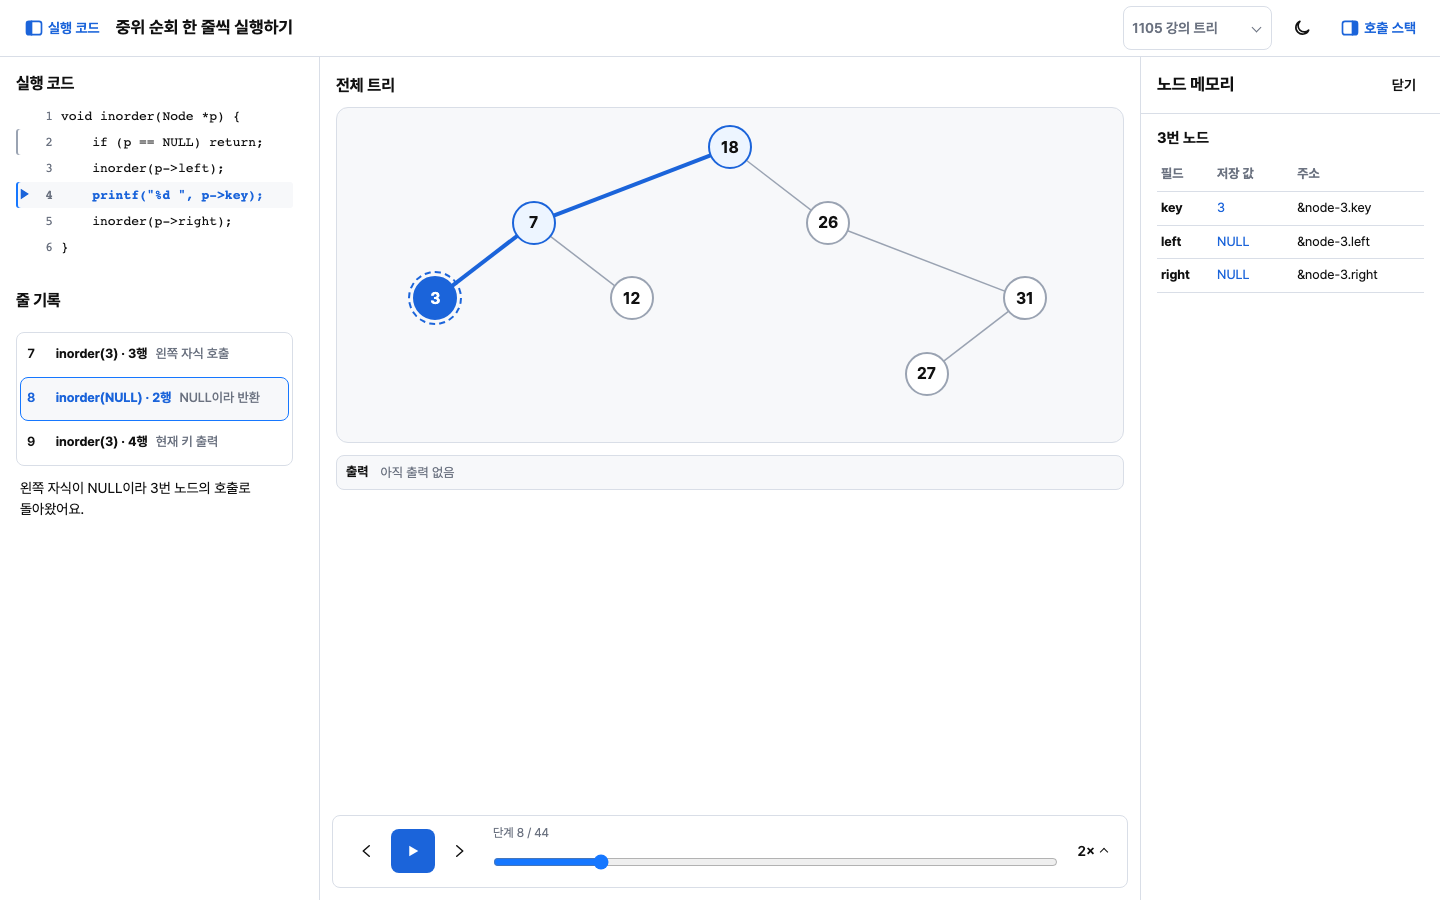 실행 코드
중위 순회 한 줄씩 실행하기
1105 강의 트리
호출 스택
실행 코드
1 void inorder(Node *p) {
2 if (p == NULL) return;
3 inorder(p->left);
4 printf("%d ", p->key);
5 inorder(p->right);
6 }
줄 기록
7 inorder(3) · 3행 왼쪽 자식 호출
8 inorder(NULL) · 2행 NULL이라 반환
9 inorder(3) · 4행 현재 키 출력
왼쪽 자식이 NULL이라 3번 노드의 호출로
돌아왔어요.
전체 트리
18
7
26
3
12
31
27
출력 아직 출력 없음
단계 8 / 44
2×
노드 메모리
닫기
3번 노드
필드 저장 값 주소
key 3 &node-3.key
left NULL &node-3.left
right NULL &node-3.right